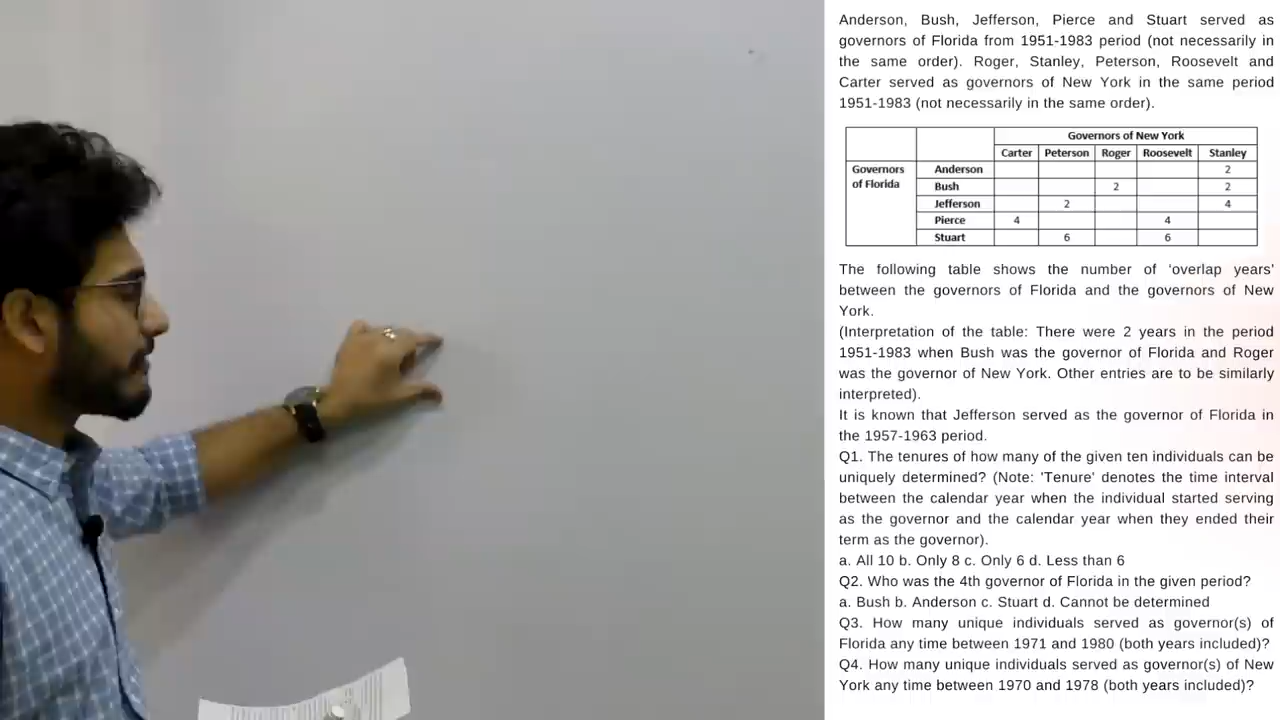 Anderson, Bush, Jefferson, Pierce and Stuart served as
governors of Florida from 1951-1983 period (not necessarily in
the same order). Roger, Stanley, Peterson, Roosevelt and
Carter served as governors of New York in the same period
1951-1983 (not necessarily in the same order).
Governors of New York
Carter Peterson Roger Roosevelt Stanley
Governors of Florida Anderson 2
Bush 2 2
Jefferson 2 4
Pierce 4 4
Stuart 6 6
The following table shows the number of 'overlap years'
between the governors of Florida and the governors of New
York.
(Interpretation of the table: There were 2 years in the period
1951-1983 when Bush was the governor of Florida and Roger
was the governor of New York. Other entries are to be similarly
interpreted).
It is known that Jefferson served as the governor of Florida in
the 1957-1963 period.
Q1. The tenures of how many of the given ten individuals can be
uniquely determined? (Note: 'Tenure' denotes the time interval
between the calendar year when the individual started serving
as the governor and the calendar year when they ended their
term as the governor).
a. All 10 b. Only 8 c. Only 6 d. Less than 6
Q2. Who was the 4th governor of Florida in the given period?
a. Bush b. Anderson c. Stuart d. Cannot be determined
Q3. How many unique individuals served as governor(s) of
Florida any time between 1971 and 1980 (both years included)?
Q4. How many unique individuals served as governor(s) of New
York any time between 1970 and 1978 (both years included)?